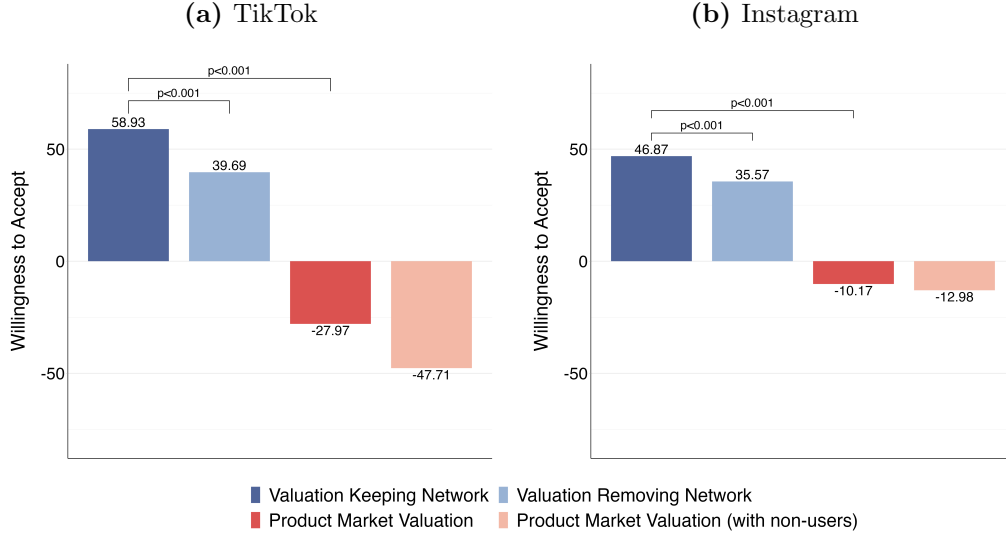 (a) TikTok
(b) Instagram
p<0.001
p<0.001
58.93
39.69
-27.97
-47.71
50
0
-50
Willingness to Accept
p<0.001
p<0.001
46.87
35.57
-10.17
-12.98
50
0
-50
Willingness to Accept
Valuation Keeping Network
Valuation Removing Network
Product Market Valuation
Product Market Valuation (with non-users)